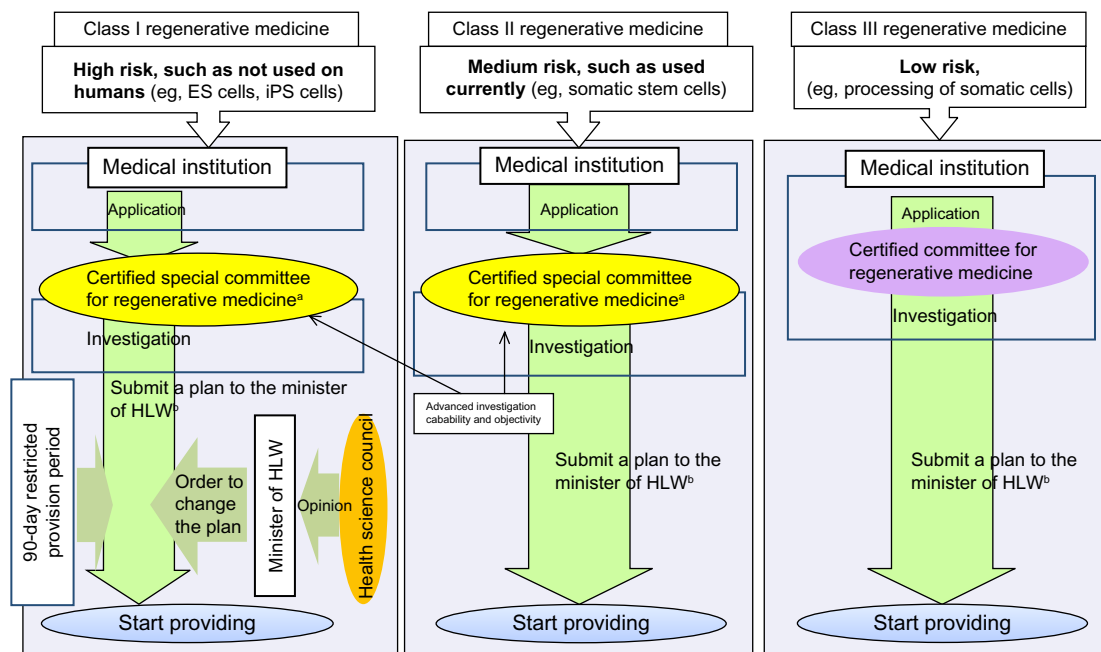 Class I regenerative medicine
High risk, such as not used on
humans (eg, ES cells, iPS cells)
Medical institution
Application
Certified special committee
for regenerative medicineᵃ
Investigation
Submit a plan to the minister
of HLWᵇ
90-day restricted
provision period
Order to
change
the plan
Minister of HLW
Opinion
Health science council
Start providing
Class II regenerative medicine
Medium risk, such as used
currently (eg, somatic stem cells)
Medical institution
Application
Certified special committee
for regenerative medicineᵃ
Investigation
Advanced investigation
cabability and objectivity
Submit a plan to the
minister of HLWᵇ
Start providing
Class III regenerative medicine
Low risk,
(eg, processing of somatic cells)
Medical institution
Application
Certified committee for
regenerative medicine
Investigation
Submit a plan to the
minister of HLWᵇ
Start providing